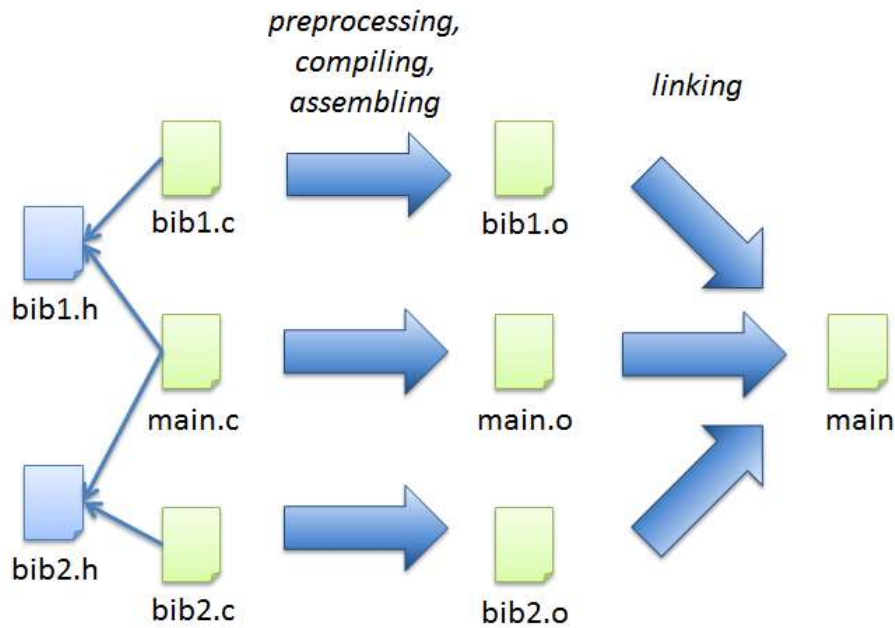 preprocessing,
compiling,
assembling
linking
bib1.c
bib1.o
bib1.h
main.c
main.o
main
bib2.h
bib2.c
bib2.o